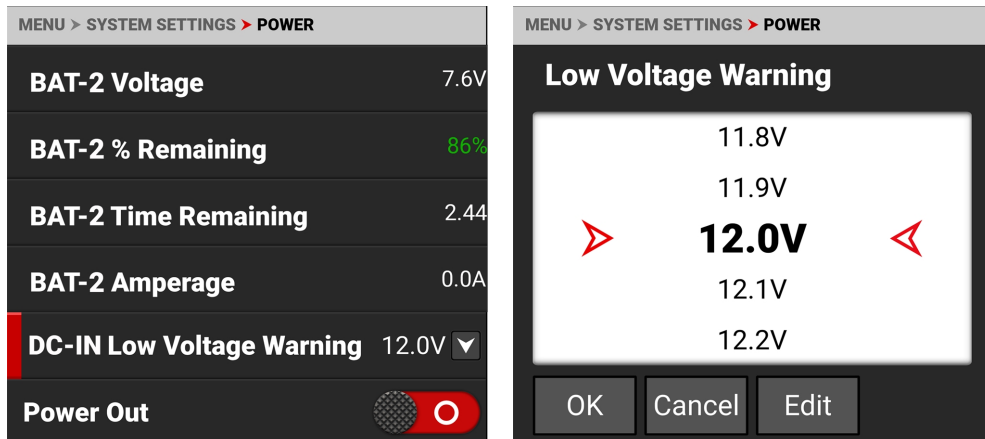 MENU > SYSTEM SETTINGS > POWER
BAT-2 Voltage 7.6V
BAT-2 % Remaining 86%
BAT-2 Time Remaining 2.44
BAT-2 Amperage 0.0A
DC-IN Low Voltage Warning 12.0V
Power Out
MENU > SYSTEM SETTINGS > POWER
Low Voltage Warning
11.8V
11.9V
12.0V
12.1V
12.2V
OK Cancel Edit